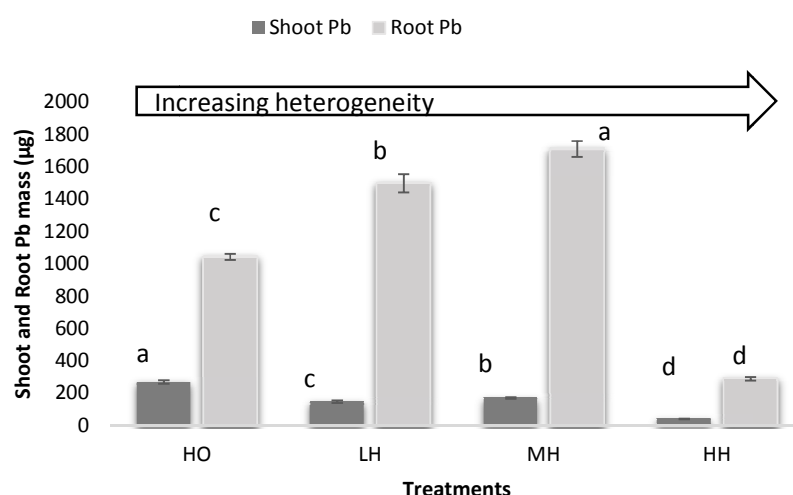 Shoot Pb Root Pb
Increasing heterogeneity
Shoot and Root Pb mass (µg)
2000
1800
1600
1400
1200
1000
800
600
400
200
0
a
c
c
b
b
a
d
d
HO LH MH HH
Treatments